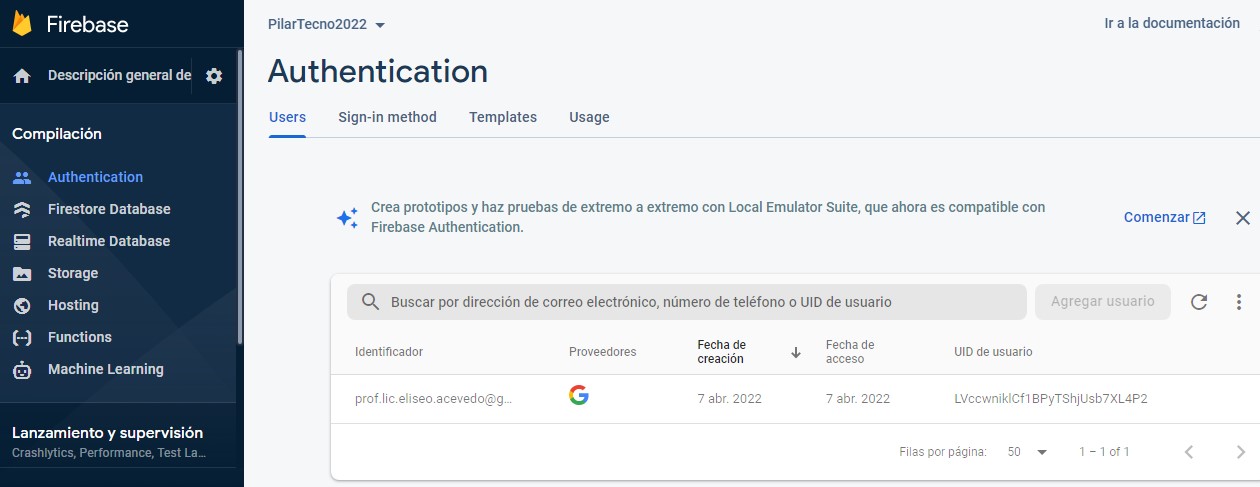 Firebase
Descripción general de
Compilación
Authentication
Firestore Database
Realtime Database
Storage
Hosting
Functions
Machine Learning
Lanzamiento y supervisión
Crashlytics, Performance, Test La...
PilarTecno2022
Ir a la documentación
Authentication
Users Sign-in method Templates Usage
Crea prototipos y haz pruebas de extremo a extremo con Local Emulator Suite, que ahora es compatible con
Firebase Authentication.
Comenzar
Buscar por dirección de correo electrónico, número de teléfono o UID de usuario
Agregar usuario
Identificador
Proveedores
Fecha de
creación
Fecha de
acceso
UID de usuario
prof.lic.eliseo.acevedo@g... 7 abr. 2022 7 abr. 2022 LVccwniklCf1BPyTShjUsb7XL4P2
Filas por página: 50 1 – 1 of 1